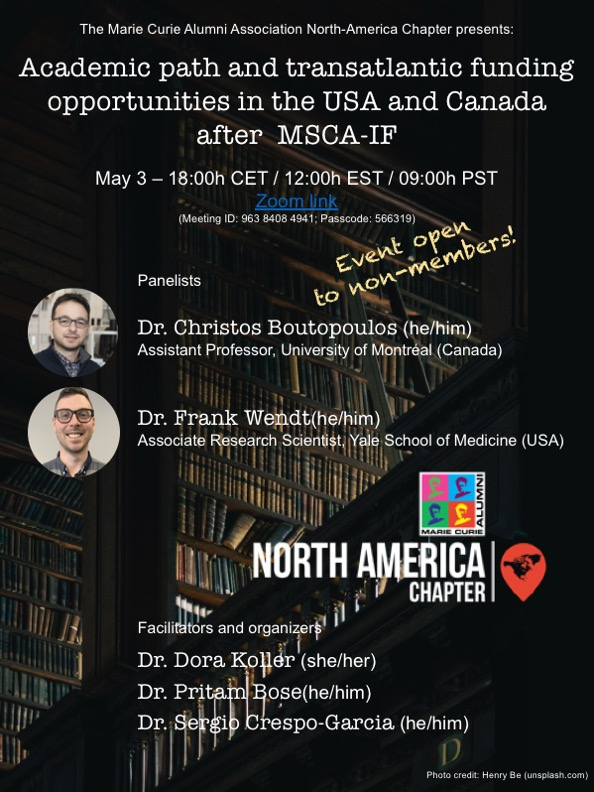 The Marie Curie Alumni Association North-America Chapter presents:
Academic path and transatlantic funding
opportunities in the USA and Canada
after MSCA-IF
May 3 – 18:00h CET / 12:00h EST / 09:00h PST
Zoom link
(Meeting ID: 963 8408 4941; Passcode: 566319)
Event open
to non-members!
Panelists
Dr. Christos Boutopoulos (he/him)
Assistant Professor, University of Montréal (Canada)
Dr. Frank Wendt(he/him)
Associate Research Scientist, Yale School of Medicine (USA)
MARIE CURIE
ALUMNI
NORTH AMERICA
CHAPTER
Facilitators and organizers
Dr. Dora Koller (she/her)
Dr. Pritam Bose(he/him)
Dr. Sergio Crespo-Garcia (he/him)
D
Photo credit: Henry Be (unsplash.com)